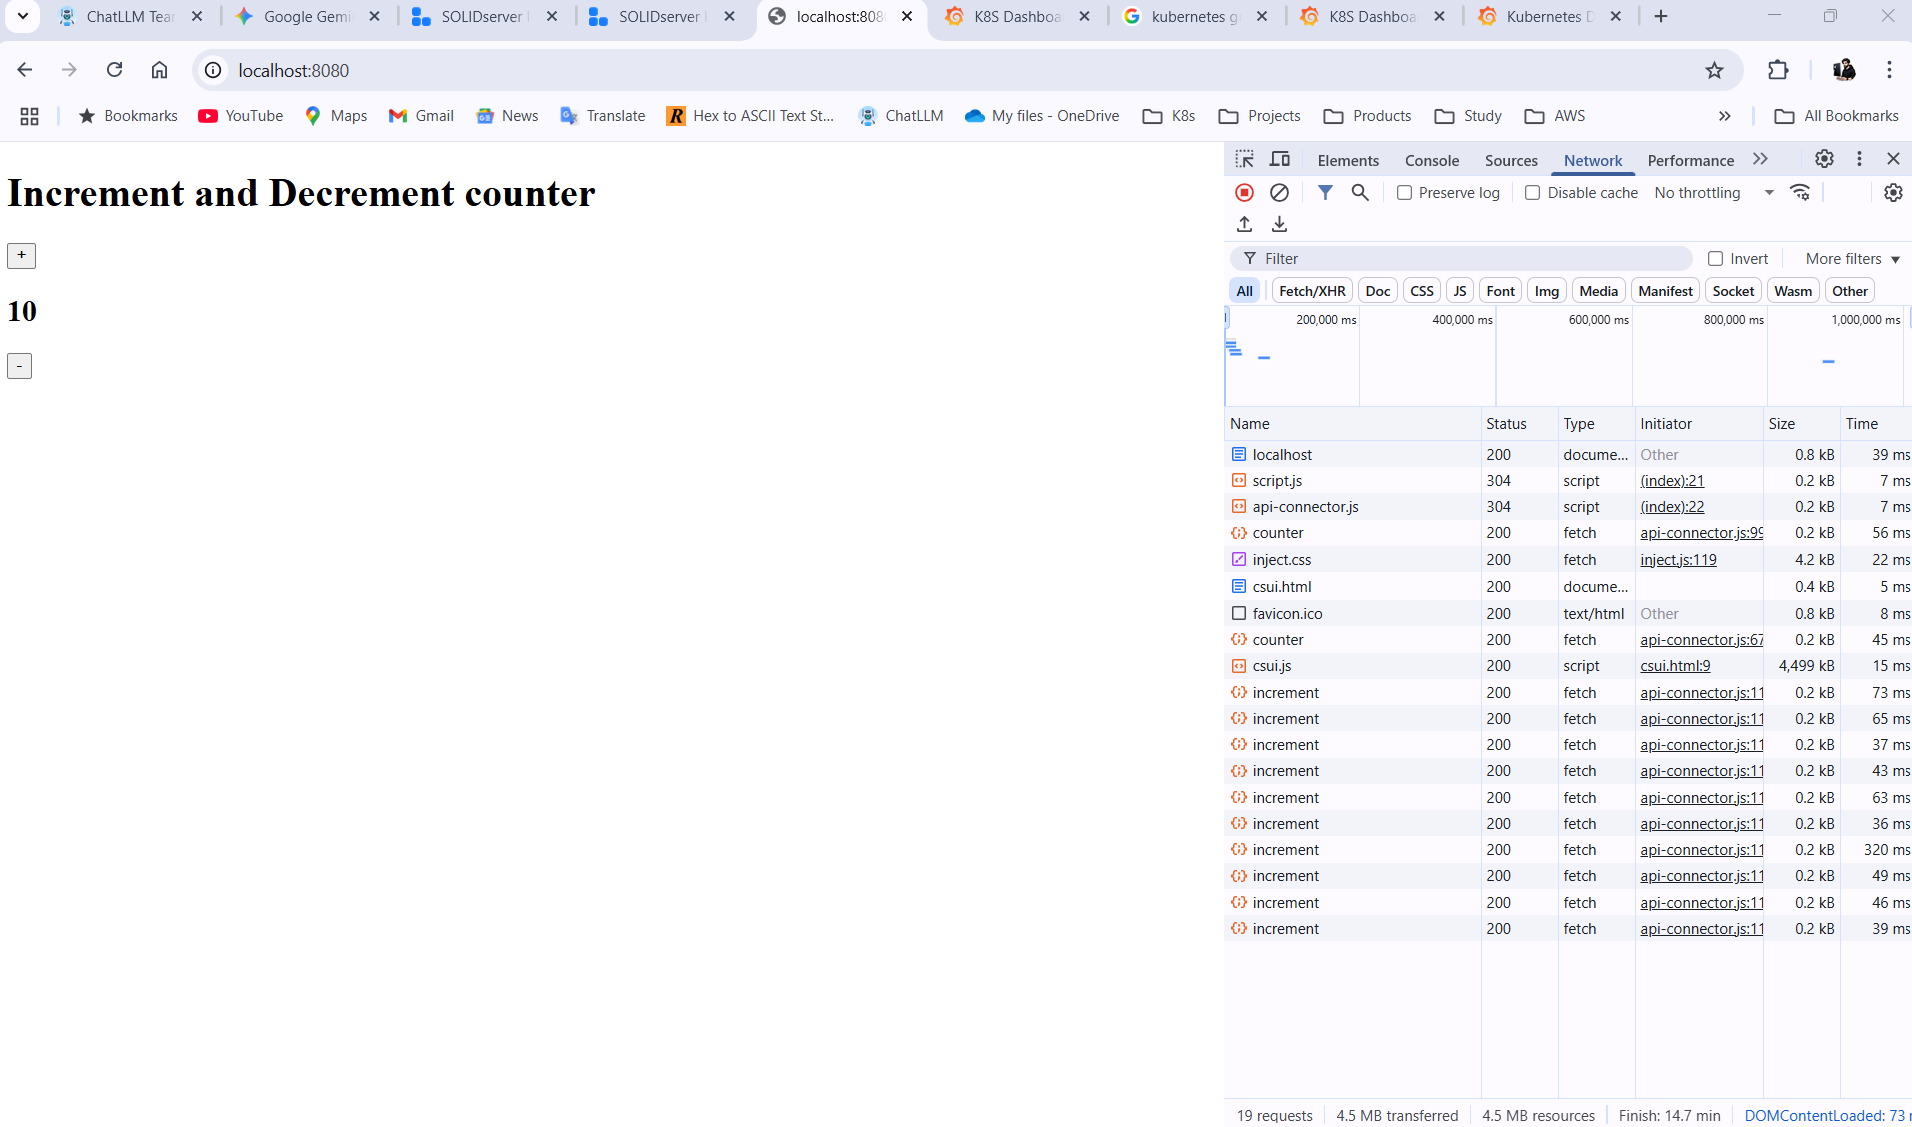 ChatLLM Tea Google Gemi SOLIDserver SOLIDserver localhost:808 K8S Dashboa kubernetes g K8S Dashboa Kubernetes D
localhost:8080
Bookmarks YouTube Maps Gmail News Translate Hex to ASCII Text St... ChatLLM My files - OneDrive K8s Projects Products Study AWS » All Bookmarks
Increment and Decrement counter
+
10
-
Elements Console Sources Network Performance
Preserve log Disable cache No throttling
Filter Invert More filters
All Fetch/XHR Doc CSS JS Font Img Media Manifest Socket Wasm Other
200,000 ms 400,000 ms 600,000 ms 800,000 ms 1,000,000 ms
Name Status Type Initiator Size Time
localhost 200 docume... Other 0.8 kB 39 ms
script.js 304 script (index):21 0.2 kB 7 ms
api-connector.js 304 script (index):22 0.2 kB 7 ms
counter 200 fetch api-connector.js:99 0.2 kB 56 ms
inject.css 200 fetch inject.js:119 4.2 kB 22 ms
csui.html 200 docume... 0.4 kB 5 ms
favicon.ico 200 text/html Other 0.8 kB 8 ms
counter 200 fetch api-connector.js:67 0.2 kB 45 ms
csui.js 200 script csui.html:9 4,499 kB 15 ms
increment 200 fetch api-connector.js:11 0.2 kB 73 ms
increment 200 fetch api-connector.js:11 0.2 kB 65 ms
increment 200 fetch api-connector.js:11 0.2 kB 37 ms
increment 200 fetch api-connector.js:11 0.2 kB 43 ms
increment 200 fetch api-connector.js:11 0.2 kB 63 ms
increment 200 fetch api-connector.js:11 0.2 kB 36 ms
increment 200 fetch api-connector.js:11 0.2 kB 320 ms
increment 200 fetch api-connector.js:11 0.2 kB 49 ms
increment 200 fetch api-connector.js:11 0.2 kB 46 ms
increment 200 fetch api-connector.js:11 0.2 kB 39 ms
19 requests 4.5 MB transferred 4.5 MB resources Finish: 14.7 min DOMContentLoaded: 73